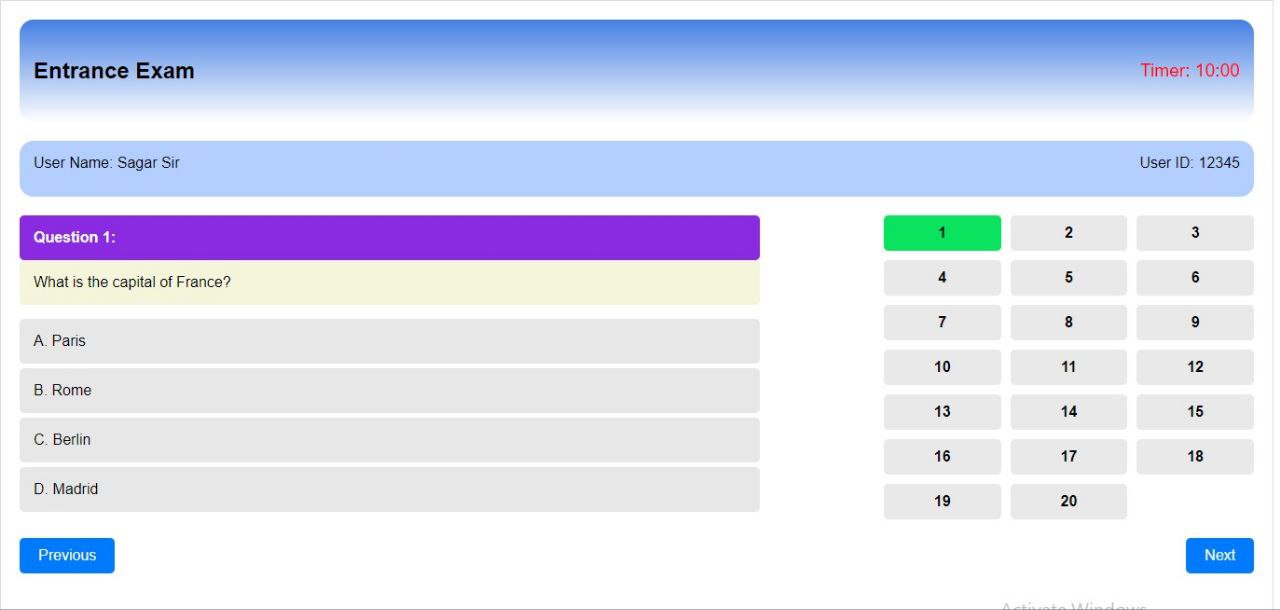 Entrance Exam
Timer: 10:00
User Name: Sagar Sir
User ID: 12345
Question 1:
What is the capital of France?
A. Paris
B. Rome
C. Berlin
D. Madrid
1 2 3
4 5 6
7 8 9
10 11 12
13 14 15
16 17 18
19 20
Previous
Next
Activate Windows